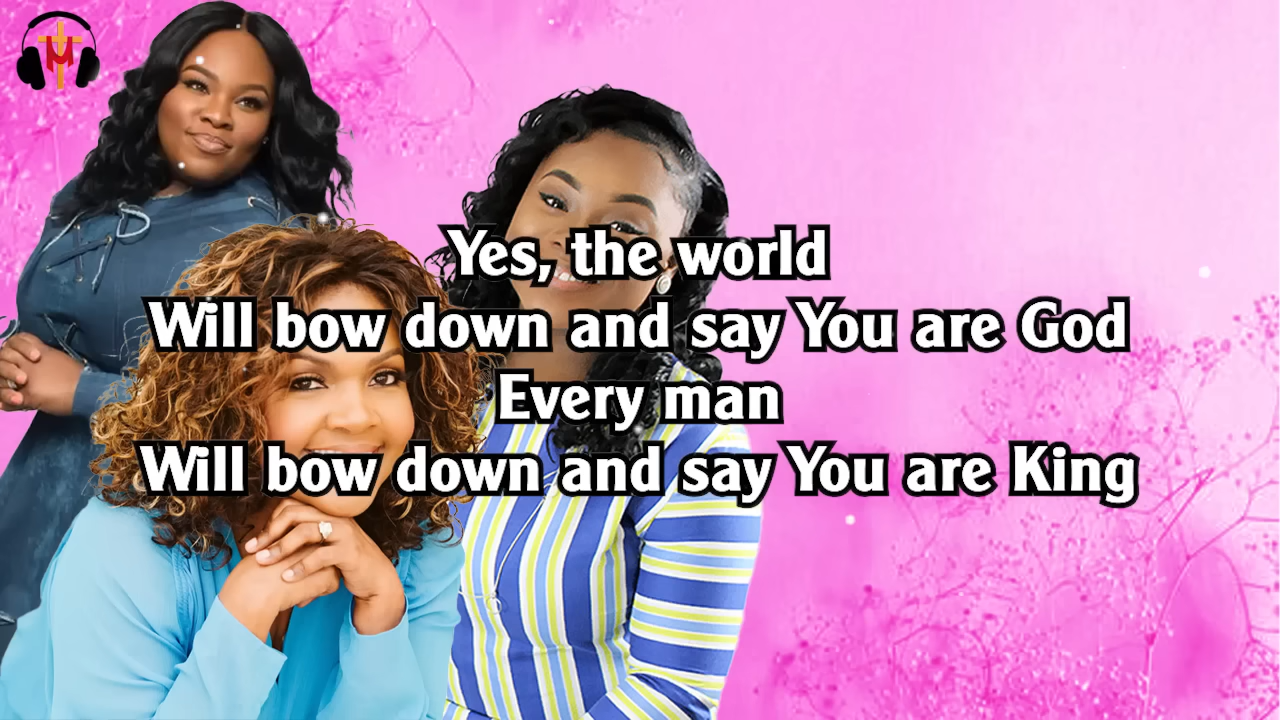 Yes, the world
Will bow down and say You are God
Every man
Will bow down and say You are King